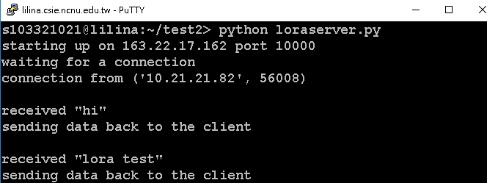 lilina.csie.ncnu.edu.tw - PuTTY
s103321021@lilina:~/test2> python loraserver.py
starting up on 163.22.17.162 port 10000
waiting for a connection
connection from ('10.21.21.82', 56008)
received "hi"
sending data back to the client
received "lora test"
sending data back to the client